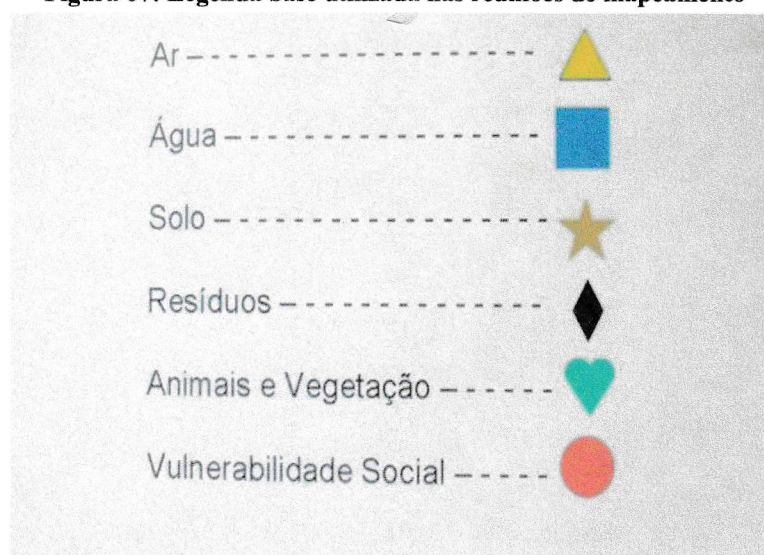 Ar
Água
Solo
Resíduos
Animais e Vegetação
Vulnerabilidade Social